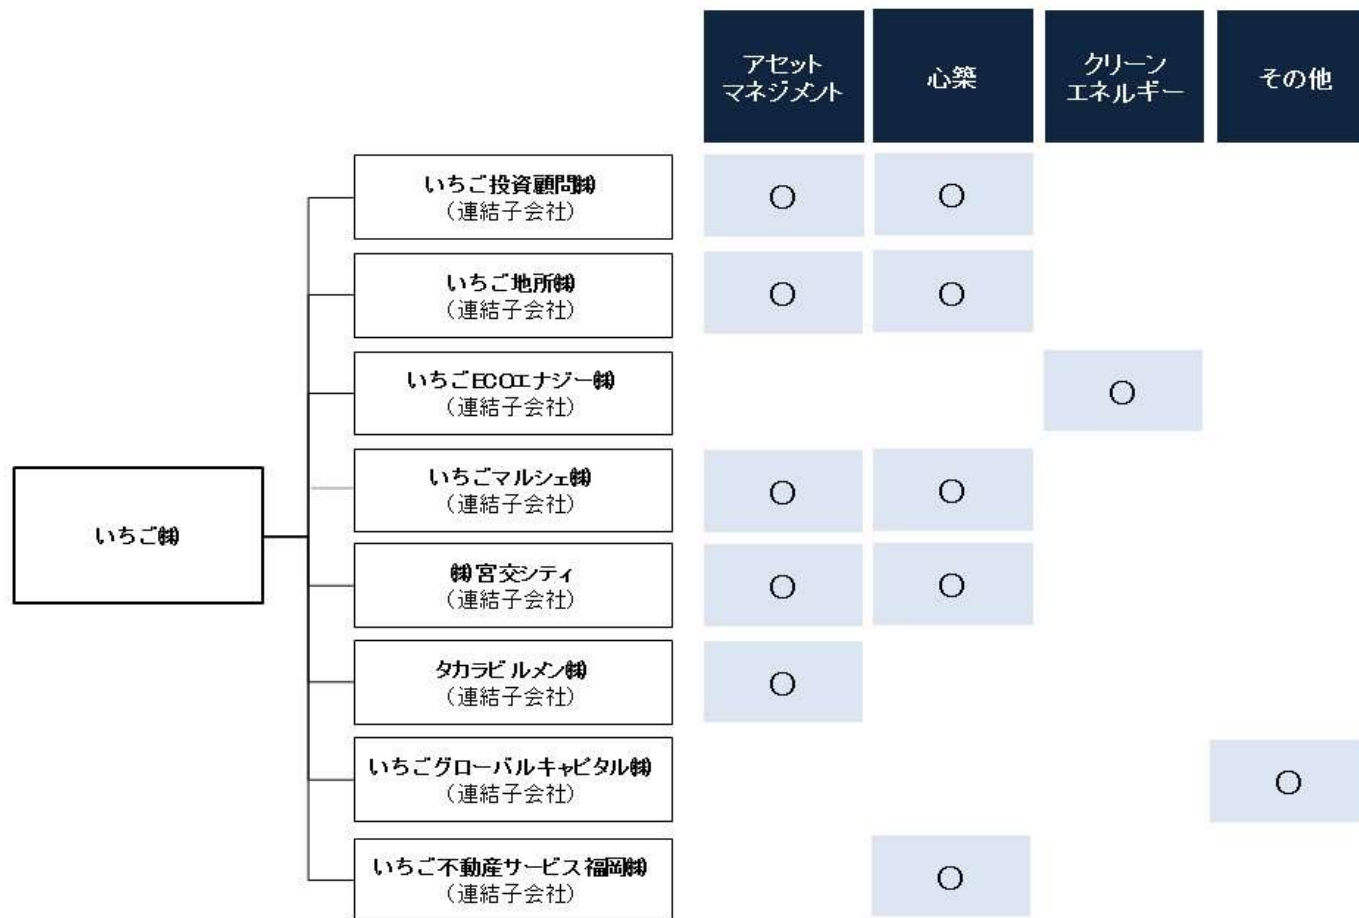 アセット
マネジメント
心築
クリーン
エネルギー
その他
いちご投資顧問㈱
（連結子会社）
〇 〇
いちご地所㈱
（連結子会社）
〇 〇
いちごECOエナジー㈱
（連結子会社）
〇
いちごマルシェ㈱
（連結子会社）
〇 〇
いちご㈱
㈱宮交シティ
（連結子会社）
〇 〇
タカラビルメン㈱
（連結子会社）
〇
いちごグローバルキャピタル㈱
（連結子会社）
〇
いちご不動産サービス福岡㈱
（連結子会社）
〇